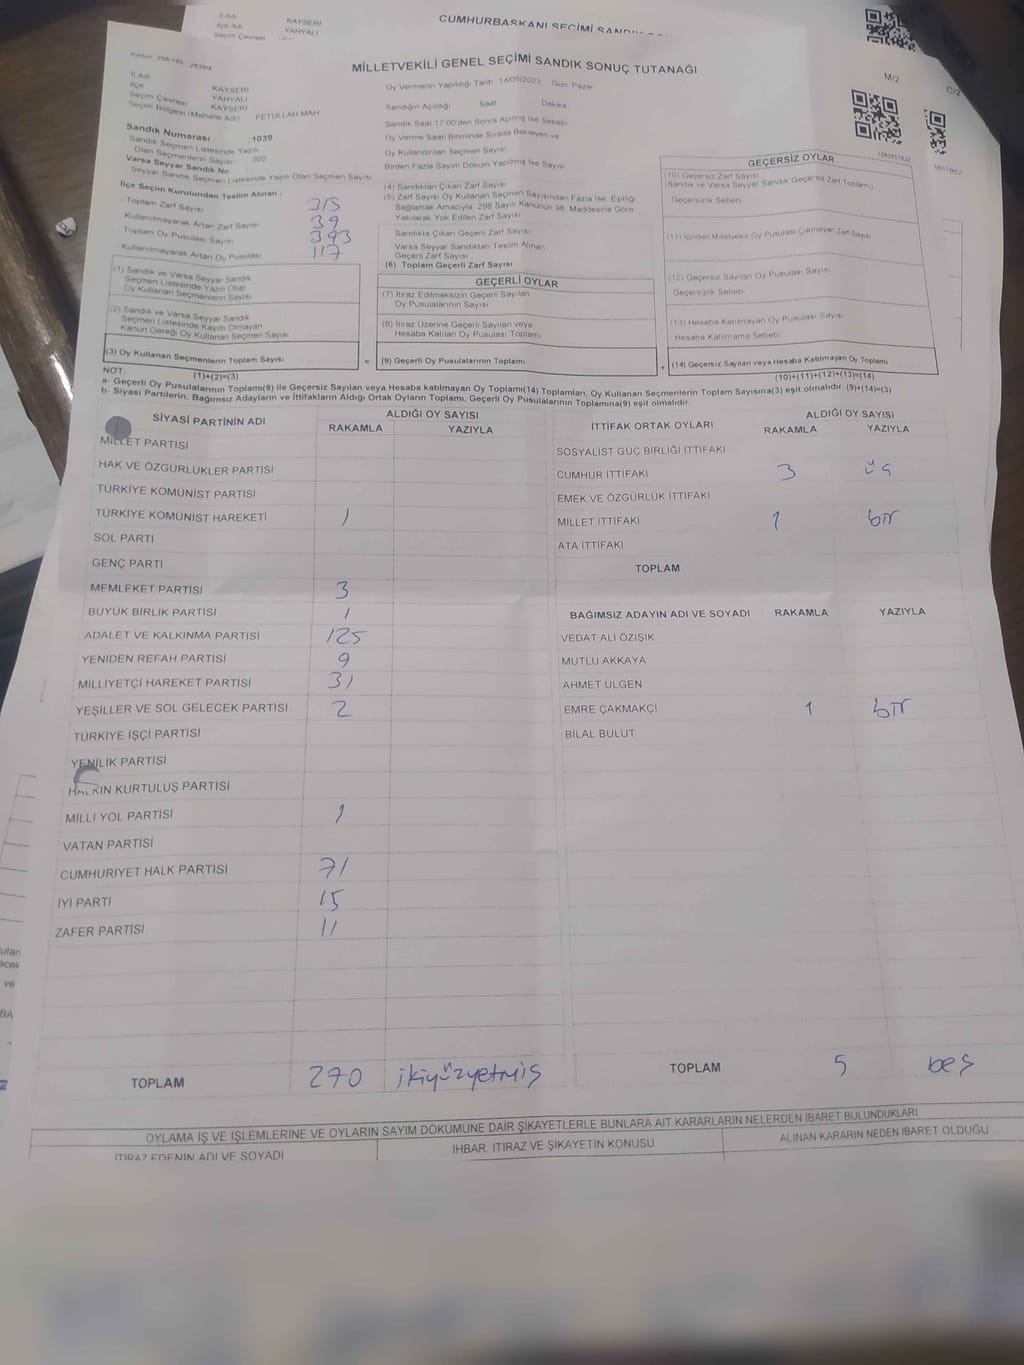 İl Adı KAYSERİ
İlçe Adı YAHYALI
Seçim Çevresi
CUMHURBAŞKANI SEÇİMİ
Kanun: 298/105, 2839/4
MİLLETVEKİLİ GENEL SEÇİMİ SANDIK SONUÇ TUTANAĞI
M/2
C/2
İl Adı KAYSERİ
İlçe YAHYALI
Seçim Çevresi KAYSERİ
Seçim Bölgesi (Mahalle Adı) FETULLAH MAH
Sandık Numarası :1039
Sandık Seçmen Listesinde Yazılı
Olan Seçmenlerin Sayısı 302
Varsa Seyyar Sandık No
Seyyar Sandık Seçmen Listesinde Yazılı Olan Seçmen Sayısı
İlçe Seçim Kurulundan Teslim Alınan ;
Toplam Zarf Sayısı 315
Kullanılmayarak Artan Zarf Sayısı 39
Toplam Oy Pusulası Sayısı 393
Kullanılmayarak Artan Oy Pusulası 117
Oy Vermenin Yapıldığı Tarih 14/05/2023 Gün Pazar
Sandığın Açıldığı Saat Dakika
Sandık Saat 17:00'den Sonra Açılmış İse Sebebi
Oy Verme Saati Bitiminde Sırada Bekleyen ve
Oy Kullandırılan Seçmen Sayısı
Birden Fazla Sayım Döküm Yapılmış İse Sayısı
(4) Sandıktan Çıkan Zarf Sayısı
(5) Zarf Sayısı Oy Kullanan Seçmen Sayısından Fazla İse, Eşitliği
Sağlamak Amacıyla, 298 Sayılı Kanunun 98. Maddesine Göre
Yakılarak Yok Edilen Zarf Sayısı
Sandıkta Çıkan Geçerli Zarf Sayısı
Varsa Seyyar Sandıktan Teslim Alınan
Geçerli Zarf Sayısı
(6) Toplam Geçerli Zarf Sayısı
GEÇERSİZ OYLAR
(10) Geçersiz Zarf Sayısı
(Sandık ve Varsa Seyyar Sandık Geçersiz Zarf Toplamı)
Geçersizlik Sebebi
(11) İçinden Milletvekili Oy Pusulası Çıkmayan Zarf Sayısı
(12) Geçersiz Sayılan Oy Pusulası Sayısı
Geçersizlik Sebebi
(13) Hesaba Katılmayan Oy Pusulası Sayısı
Hesaba Katılmama Sebebi
(1) Sandık ve Varsa Seyyar Sandık
Seçmen Listesinde Yazılı Olup
Oy Kullanan Seçmenlerin Sayısı
(2) Sandık ve Varsa Seyyar Sandık
Seçmen Listesinde Kayıtlı Olmayan
Kanun Gereği Oy Kullanan Seçmenlerin Sayısı
GEÇERLİ OYLAR
(7) İtiraz Edilmeksizin Geçerli Sayılan
Oy Pusulalarının Sayısı
(8) İtiraz Üzerine Geçerli Sayılan veya
Hesaba Katılan Oy Pusulası Toplamı
(3) Oy Kullanan Seçmenlerin Toplam Sayısı = (9) Geçerli Oy Pusulalarının Toplamı + (14) Geçersiz Sayılan veya Hesaba Katılmayan Oy Toplamı
NOT: (1)+(2)=(3) (10)+(11)+(12)+(13)=(14)
a- Geçerli Oy Pusulalarının Toplamı(9) ile Geçersiz Sayılan veya Hesaba katılmayan Oy Toplamı(14) Toplamları, Oy Kullanan Seçmenlerin Toplam Sayısına(3) eşit olmalıdır. (9)+(14)=(3)
b- Siyasi Partilerin, Bağımsız Adayların ve İttifakların Aldığı Ortak Oyların Toplamı, Geçerli Oy Pusulalarının Toplamına(9) eşit olmalıdır.
SİYASİ PARTİNİN ADI ALDIĞI OY SAYISI
RAKAMLA YAZIYLA
MİLLET PARTİSİ
HAK VE ÖZGÜRLÜKLER PARTİSİ
TÜRKİYE KOMÜNİST PARTİSİ
TÜRKİYE KOMÜNİST HAREKETİ 1
SOL PARTİ
GENÇ PARTİ
MEMLEKET PARTİSİ 3
BÜYÜK BİRLİK PARTİSİ 1
ADALET VE KALKINMA PARTİSİ 125
YENİDEN REFAH PARTİSİ 9
MİLLİYETÇİ HAREKET PARTİSİ 31
YEŞİLLER VE SOL GELECEK PARTİSİ 2
TÜRKİYE İŞÇİ PARTİSİ
YENİLİK PARTİSİ
HALKIN KURTULUŞ PARTİSİ
MİLLİ YOL PARTİSİ 1
VATAN PARTİSİ
CUMHURİYET HALK PARTİSİ 71
İYİ PARTİ 15
ZAFER PARTİSİ 11
TOPLAM 270 ikiyüzyetmiş
İTTİFAK ORTAK OYLARI ALDIĞI OY SAYISI
RAKAMLA YAZIYLA
SOSYALİST GÜÇ BİRLİĞİ İTTİFAKI
CUMHUR İTTİFAKI 3 üç
EMEK VE ÖZGÜRLÜK İTTİFAKI
MİLLET İTTİFAKI 1 bir
ATA İTTİFAKI
TOPLAM
BAĞIMSIZ ADAYIN ADI VE SOYADI RAKAMLA YAZIYLA
VEDAT ALİ ÖZIŞIK
MUTLU AKKAYA
AHMET ÜLGEN
EMRE ÇAKMAKÇI 1 bir
BİLAL BULUT
TOPLAM 5 beş
OYLAMA İŞ VE İŞLEMLERİNE VE OYLARIN SAYIM DÖKÜMÜNE DAİR ŞİKAYETLERLE BUNLARA AİT KARARLARIN NELERDEN İBARET BULUNDUKLARI
İTİRAZ EDENİN ADI VE SOYADI İHBAR, İTİRAZ VE ŞİKAYETİN KONUSU ALINAN KARARIN NEDEN İBARET OLDUĞU